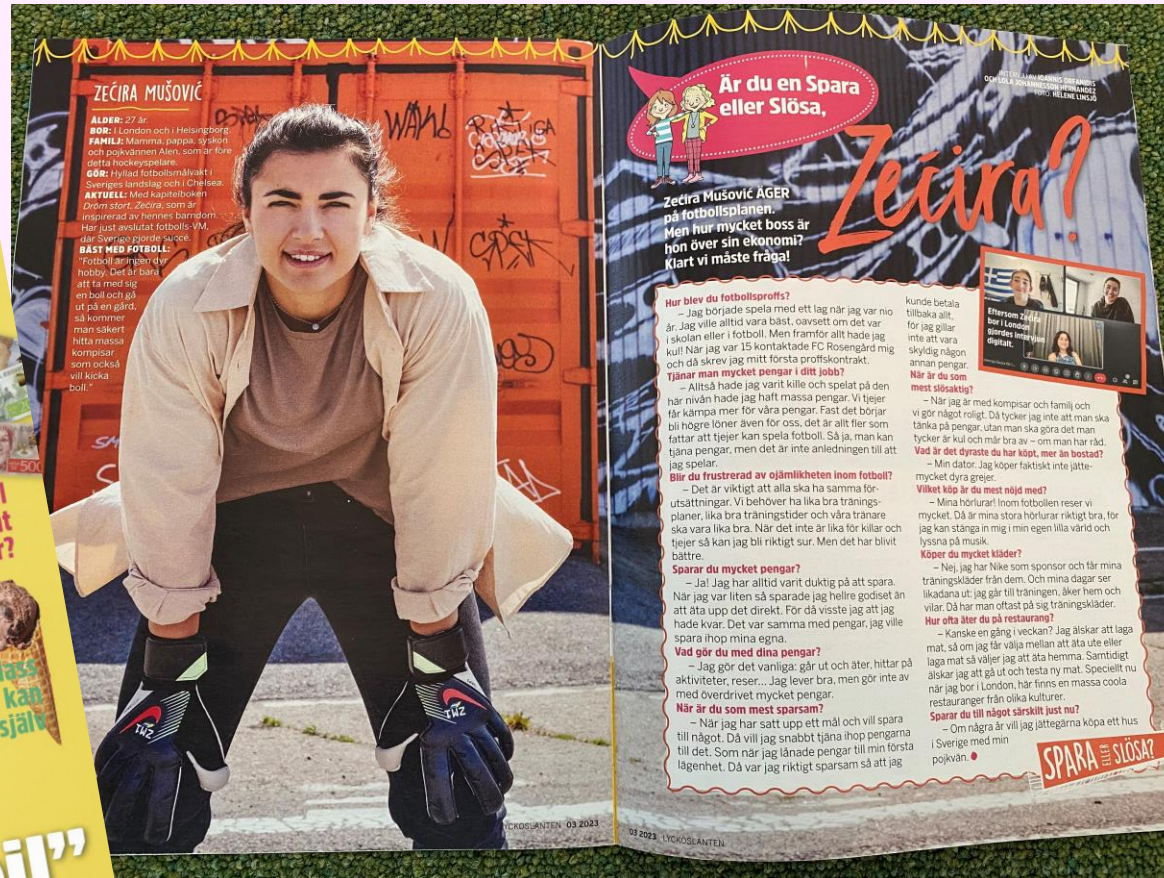 ZEĆIRA MUŠOVIĆ
ÅLDER: 27 år.
BOR: I London och i Helsingborg.
FAMILJ: Mamma, pappa, syskon
och pojkvännen Alen, som är före
detta hockeyspelare.
GÖR: Hyllad fotbollsmålvakt i
Sveriges landslag och i Chelsea.
AKTUELL: Med kapitelboken
Dröm stort, Zećira, som är
inspirerad av hennes barndom.
Har just avslutat fotbolls-VM,
där Sverige gjorde succé.
BÄST MED FOTBOLL:
"Fotboll är ingen dyr
hobby. Det är bara
att ta med sig
en boll och gå
ut på en gård,
så kommer
man säkert
hitta massa
kompisar
som också
vill kicka
boll."
TWZ
TWZ
LYCKOSLANTEN 03 2023
Är du en Spara
eller Slösa,
Zećira?
INTERVJU AV IOANNIS ORFANIDIS
OCH LOLA JOHANNESSON HERNANDEZ
FOTO: HELENE LINSJÖ
Zećira Mušović ÄGER
på fotbollsplanen.
Men hur mycket boss är
hon över sin ekonomi?
Klart vi måste fråga!
Hur blev du fotbollsproffs?
– Jag började spela med ett lag när jag var nio
år. Jag ville alltid vara bäst, oavsett om det var
i skolan eller i fotboll. Men framför allt hade jag
kul! När jag var 15 kontaktade FC Rosengård mig
och då skrev jag mitt första proffskontrakt.
Tjänar man mycket pengar i ditt jobb?
– Alltså hade jag varit kille och spelat på den
här nivån hade jag haft massa pengar. Vi tjejer
får kämpa mer för våra pengar. Fast det börjar
bli högre löner även för oss, det är allt fler som
fattar att tjejer kan spela fotboll. Så ja, man kan
tjäna pengar, men det är inte anledningen till att
jag spelar.
Blir du frustrerad av ojämlikheten inom fotboll?
– Det är viktigt att alla ska ha samma för-
utsättningar. Vi behöver ha lika bra tränings-
planer, lika bra träningstider och våra tränare
ska vara lika bra. När det inte är lika för killar och
tjejer så kan jag bli riktigt sur. Men det har blivit
bättre.
Sparar du mycket pengar?
– Ja! Jag har alltid varit duktig på att spara.
När jag var liten så sparade jag hellre godiset än
att äta upp det direkt. För då visste jag att jag
hade kvar. Det var samma med pengar, jag ville
spara ihop mina egna.
Vad gör du med dina pengar?
– Jag gör det vanliga: går ut och äter, hittar på
aktiviteter, reser... Jag lever bra, men gör inte av
med överdrivet mycket pengar.
När är du som mest sparsam?
– När jag har satt upp ett mål och vill spara
till något. Då vill jag snabbt tjäna ihop pengarna
till det. Som när jag lånade pengar till min första
lägenhet. Då var jag riktigt sparsam så att jag
kunde betala
tillbaka allt,
för jag gillar
inte att vara
skyldig någon
annan pengar.
När är du som
mest slösaktig?
– När jag är med kompisar och familj och
vi gör något roligt. Då tycker jag inte att man ska
tänka på pengar, utan man ska göra det man
tycker är kul och mår bra av – om man har råd.
Vad är det dyraste du har köpt, mer än bostad?
– Min dator. Jag köper faktiskt inte jätte-
mycket dyra grejer.
Vilket köp är du mest nöjd med?
– Mina hörlurar! Inom fotbollen reser vi
mycket. Då är mina stora hörlurar riktigt bra, för
jag kan stänga in mig i min egen lilla värld och
lyssna på musik.
Köper du mycket kläder?
– Nej, jag har Nike som sponsor och får mina
träningskläder från dem. Och mina dagar ser
likadana ut: jag går till träningen, åker hem och
vilar. Då har man oftast på sig träningskläder.
Hur ofta äter du på restaurang?
– Kanske en gång i veckan? Jag älskar att laga
mat, så om jag får välja mellan att äta ute eller
laga mat så väljer jag att äta hemma. Samtidigt
älskar jag att gå ut och testa ny mat. Speciellt nu
när jag bor i London, här finns en massa coola
restauranger från olika kulturer.
Sparar du till något särskilt just nu?
– Om några år vill jag jättegärna köpa ett hus
i Sverige med min
pojkvän.
Eftersom Zećira
bor i London
gjordes intervjun
digitalt.
SPARA ELLER SLÖSA?
03 2023 LYCKOSLANTEN
500
kan
själv